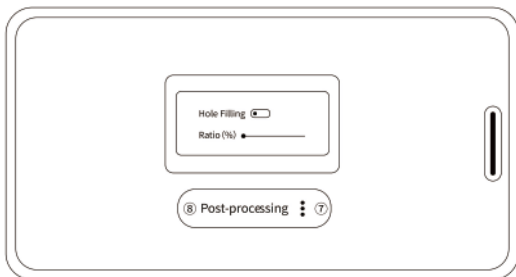 Hole Filling
Ratio (%)
⑧ Post-processing ⑦